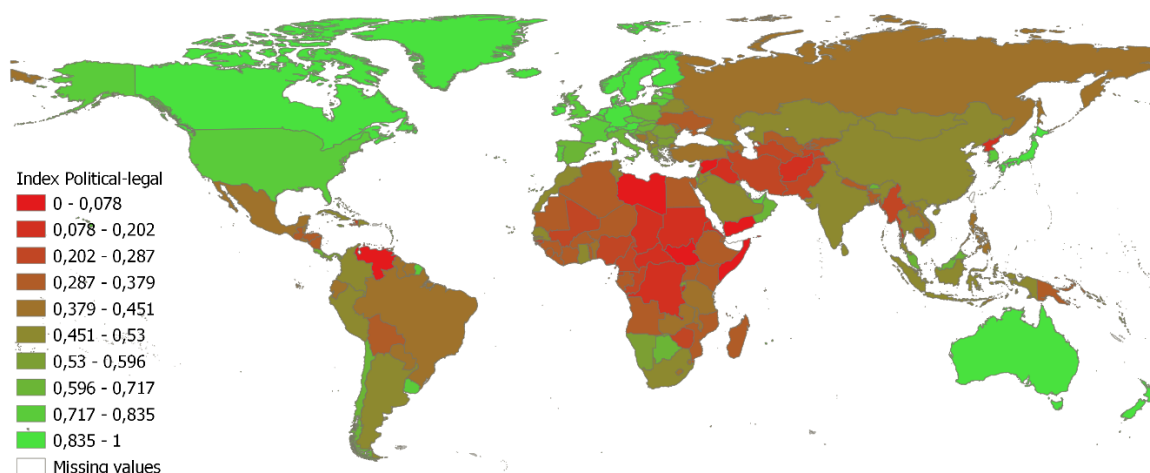 Index Political-legal
0 - 0,078
0,078 - 0,202
0,202 - 0,287
0,287 - 0,379
0,379 - 0,451
0,451 - 0,53
0,53 - 0,596
0,596 - 0,717
0,717 - 0,835
0,835 - 1
Missing values